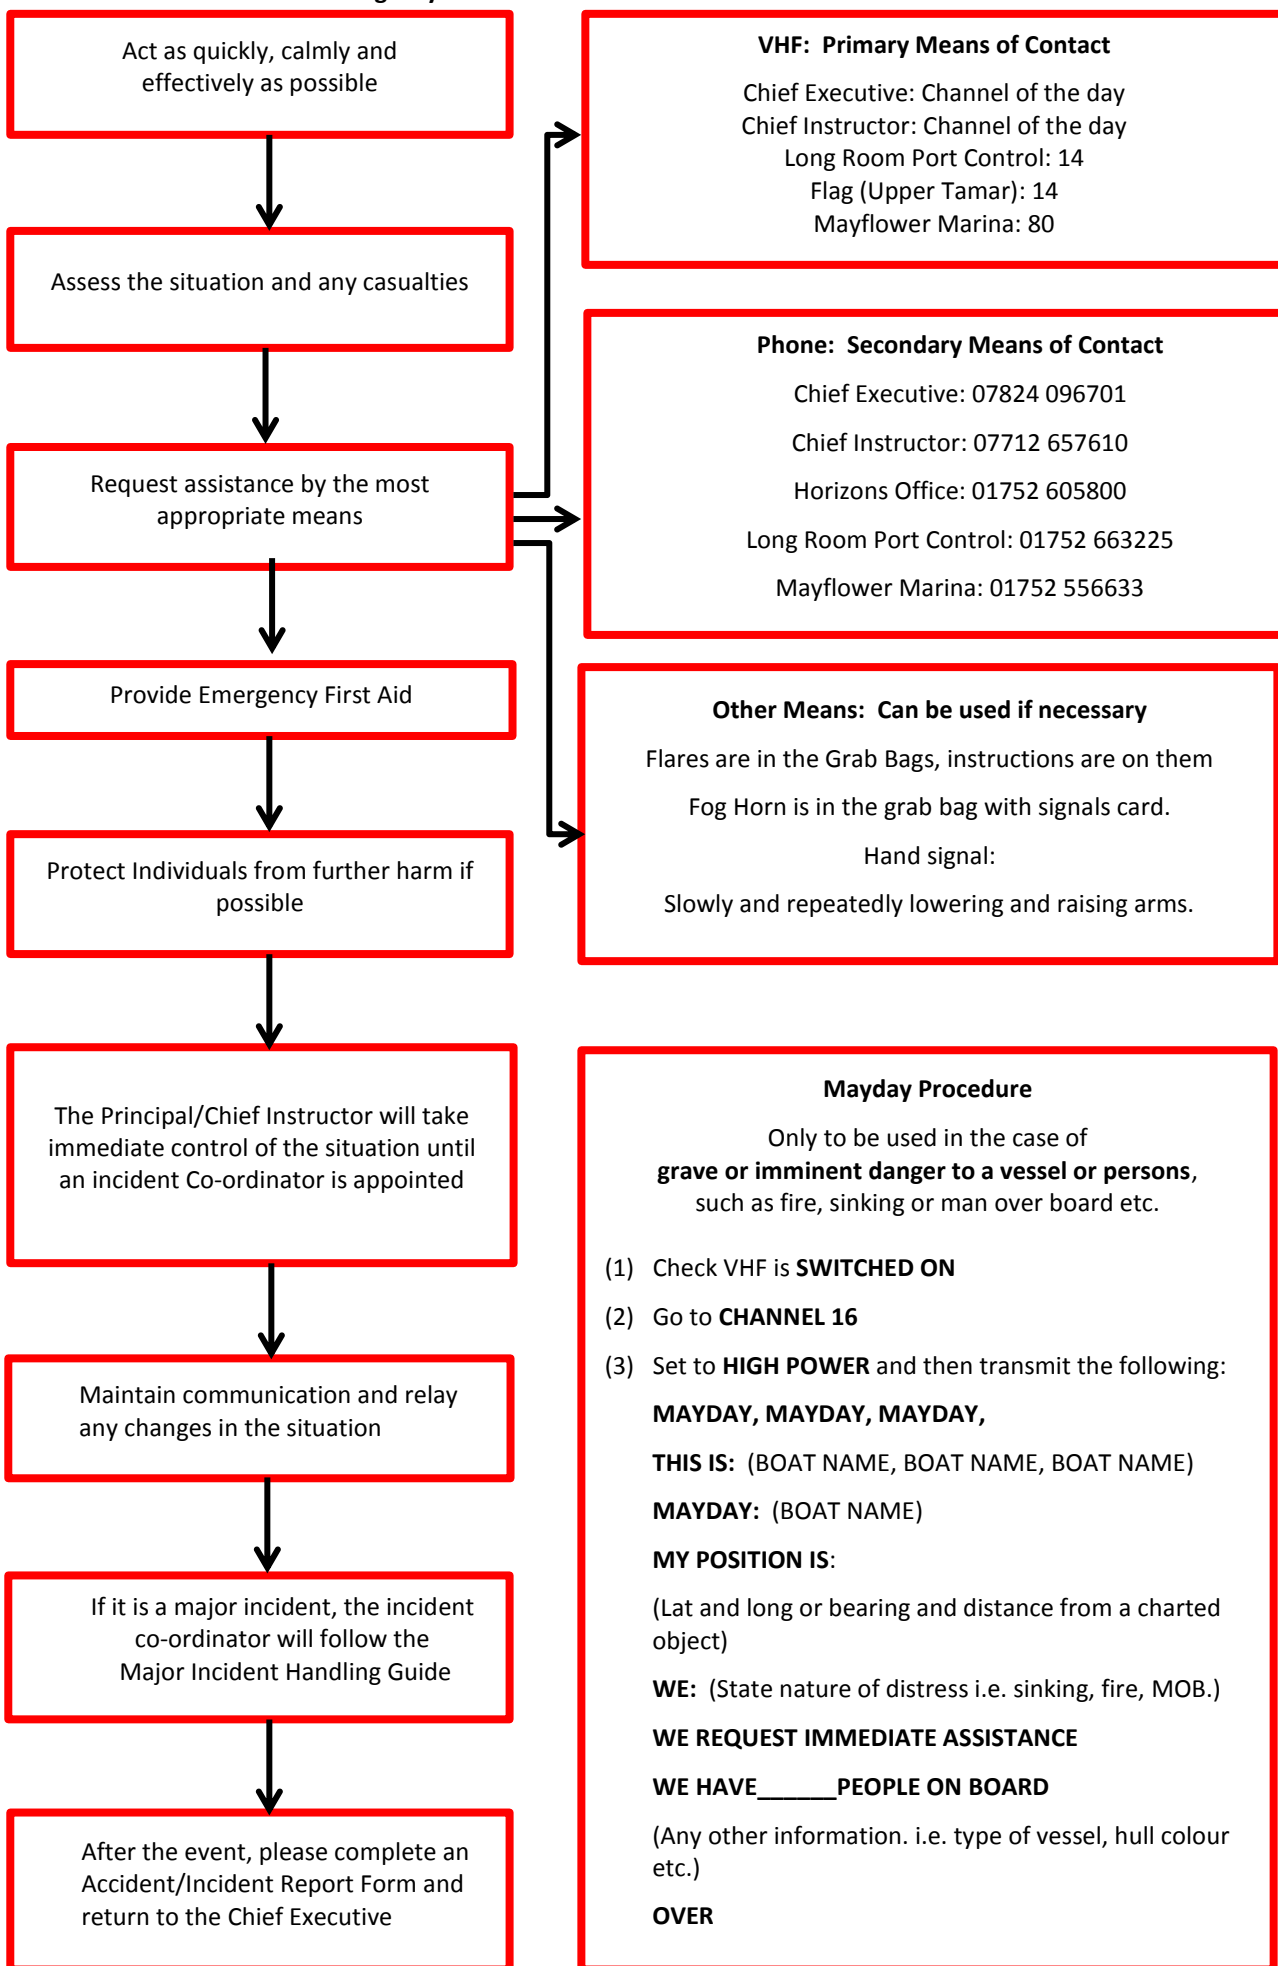 Act as quickly, calmly and
effectively as possible
Assess the situation and any casualties
Request assistance by the most
appropriate means
Provide Emergency First Aid
Protect Individuals from further harm if
possible
The Principal/Chief Instructor will take
immediate control of the situation until
an incident Co-ordinator is appointed
Maintain communication and relay
any changes in the situation
If it is a major incident, the incident
co-ordinator will follow the
Major Incident Handling Guide
After the event, please complete an
Accident/Incident Report Form and
return to the Chief Executive
VHF: Primary Means of Contact
Chief Executive: Channel of the day
Chief Instructor: Channel of the day
Long Room Port Control: 14
Flag (Upper Tamar): 14
Mayflower Marina: 80
Phone: Secondary Means of Contact
Chief Executive: 07824 096701
Chief Instructor: 07712 657610
Horizons Office: 01752 605800
Long Room Port Control: 01752 663225
Mayflower Marina: 01752 556633
Other Means: Can be used if necessary
Flares are in the Grab Bags, instructions are on them
Fog Horn is in the grab bag with signals card.
Hand signal:
Slowly and repeatedly lowering and raising arms.
Mayday Procedure
Only to be used in the case of
grave or imminent danger to a vessel or persons,
such as fire, sinking or man over board etc.
(1) Check VHF is SWITCHED ON
(2) Go to CHANNEL 16
(3) Set to HIGH POWER and then transmit the following:
MAYDAY, MAYDAY, MAYDAY,
THIS IS: (BOAT NAME, BOAT NAME, BOAT NAME)
MAYDAY: (BOAT NAME)
MY POSITION IS:
(Lat and long or bearing and distance from a charted
object)
WE: (State nature of distress i.e. sinking, fire, MOB.)
WE REQUEST IMMEDIATE ASSISTANCE
WE HAVE______PEOPLE ON BOARD
(Any other information. i.e. type of vessel, hull colour
etc.)
OVER